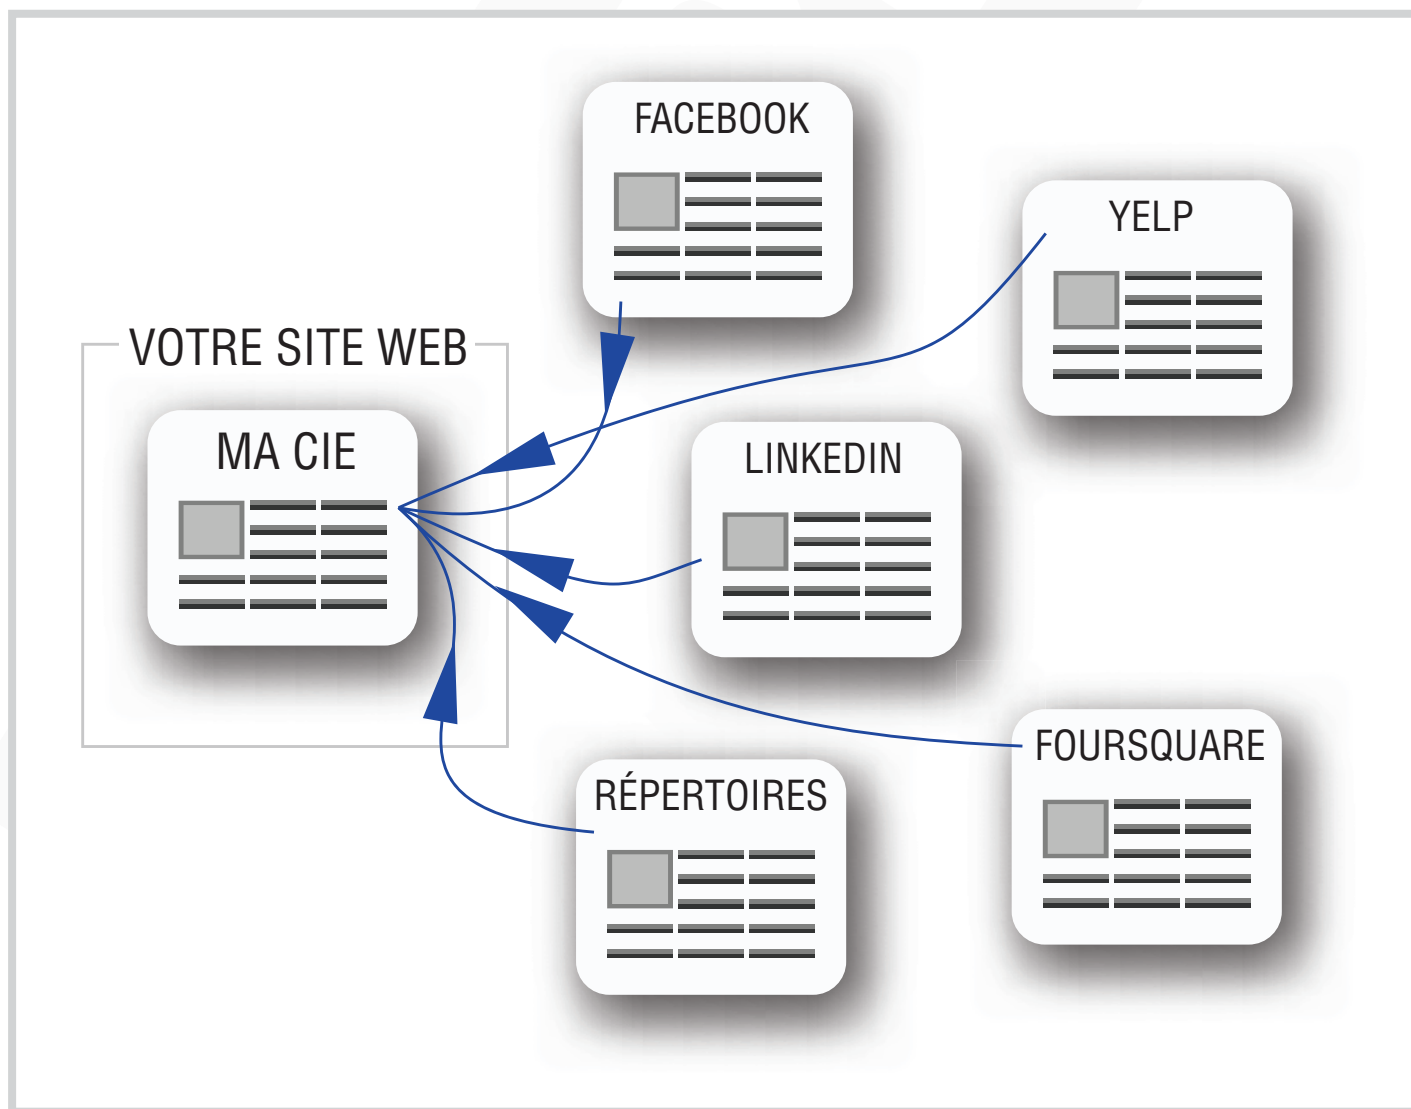 FACEBOOK
YELP
VOTRE SITE WEB
MA CIE
LINKEDIN
FOURSQUARE
RÉPERTOIRES